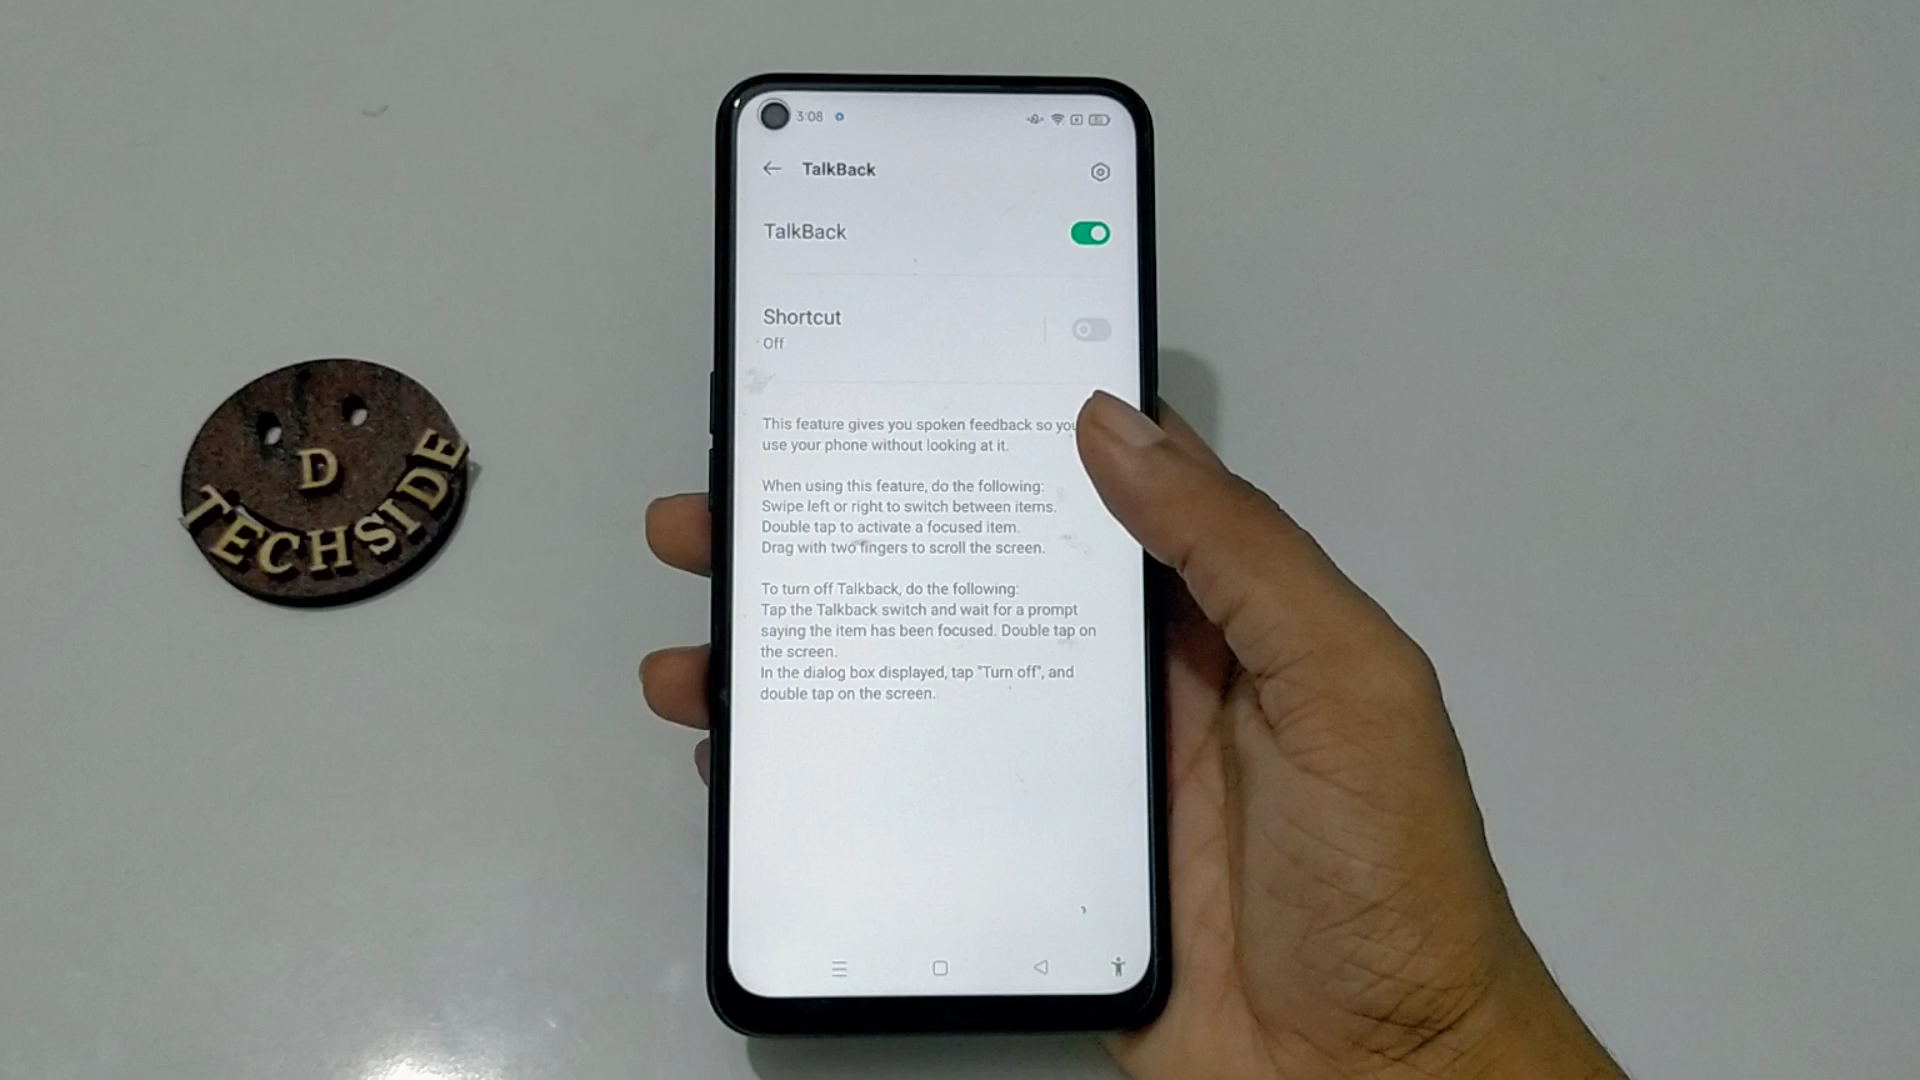 D
TECHSIDE
3:08
TalkBack
TalkBack
Shortcut
Off
This feature gives you spoken feedback so you
use your phone without looking at it.
When using this feature, do the following:
Swipe left or right to switch between items.
Double tap to activate a focused item.
Drag with two fingers to scroll the screen.
To turn off Talkback, do the following:
Tap the Talkback switch and wait for a prompt
saying the item has been focused. Double tap on
the screen.
In the dialog box displayed, tap "Turn off", and
double tap on the screen.